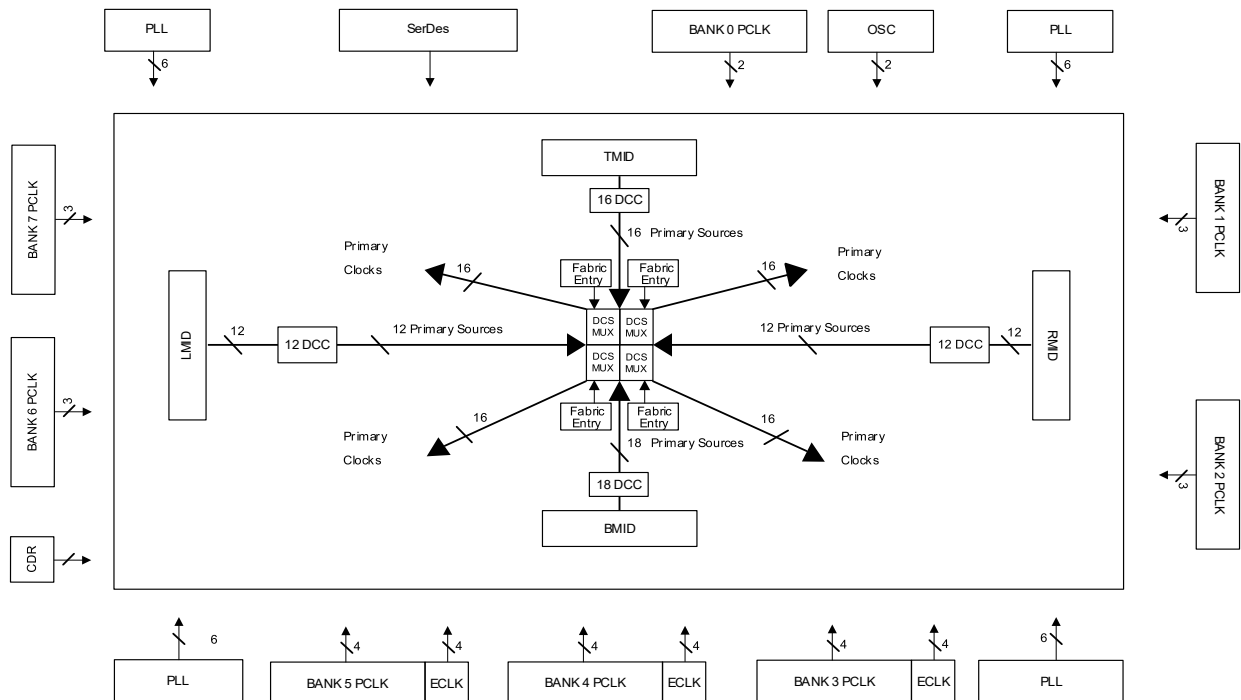 PLL
SerDes
BANK 0 PCLK
OSC
PLL
6
2
2
6
TMID
16 DCC
16 Primary Sources
BANK 7 PCLK
3
BANK 1 PCLK
3
Primary
Clocks
16
Fabric
Entry
Fabric
Entry
16
Primary
Clocks
LMID
12
12 DCC
12 Primary Sources
DCS
MUX
DCS
MUX
DCS
MUX
DCS
MUX
12 Primary Sources
12 DCC
12
RMID
BANK 6 PCLK
3
BANK 2 PCLK
3
Primary
Clocks
16
Fabric
Entry
Fabric
Entry
16
Primary
Clocks
18 Primary Sources
18 DCC
BMID
CDR
6
4
4
4
4
4
4
6
PLL
BANK 5 PCLK
ECLK
BANK 4 PCLK
ECLK
BANK 3 PCLK
ECLK
PLL